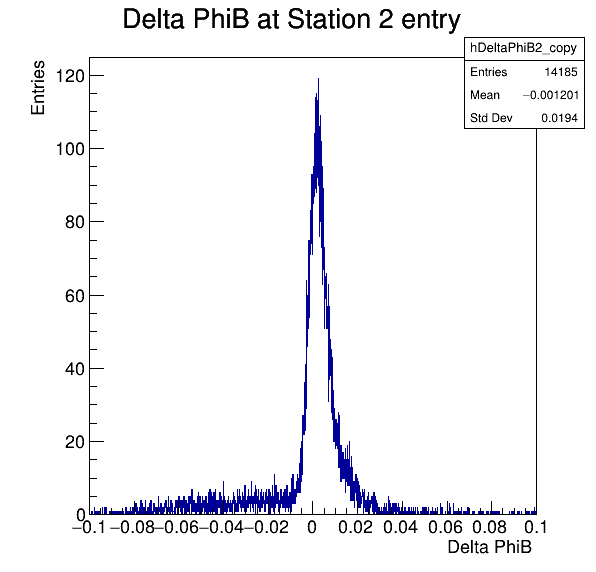 Delta PhiB at Station 2 entry
hDeltaPhiB2_copy
Entries 14185
Mean −0.001201
Std Dev 0.0194
Entries
120
100
80
60
40
20
0
−0.1 −0.08 −0.06 −0.04 −0.02 0 0.02 0.04 0.06 0.08 0.1
Delta PhiB